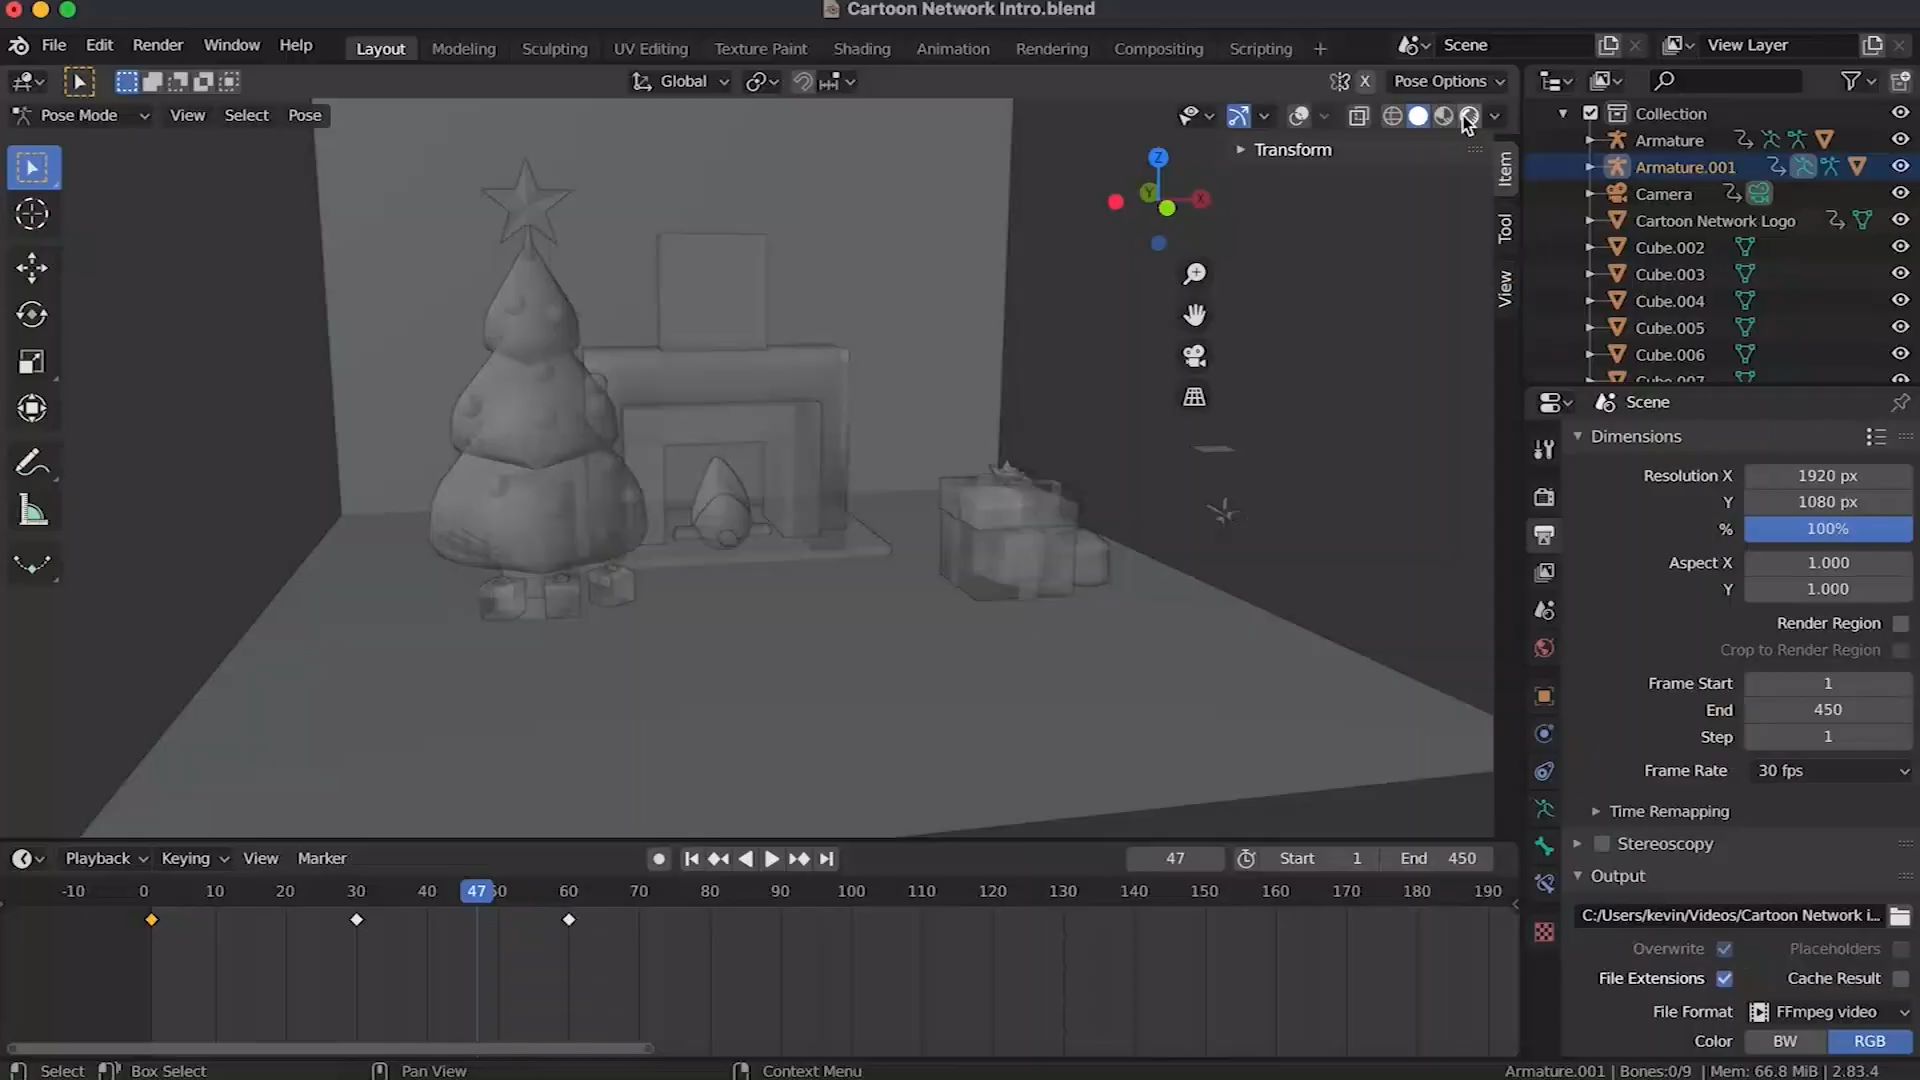 Cartoon Network Intro.blend
File Edit Render Window Help
Layout Modeling Sculpting UV Editing Texture Paint Shading Animation Rendering Compositing Scripting +
Scene
View Layer
Global
X
Pose Options
Pose Mode View Select Pose
Transform
Item
Tool
View
Z
Y
X
Collection
Armature
Armature.001
Camera
Cartoon Network Logo
Cube.002
Cube.003
Cube.004
Cube.005
Cube.006
Cube.007
Scene
Dimensions
Resolution X 1920 px
Y 1080 px
% 100%
Aspect X 1.000
Y 1.000
Render Region
Crop to Render Region
Frame Start 1
End 450
Step 1
Frame Rate 30 fps
Time Remapping
Stereoscopy
Output
C:/Users/kevin/Videos/Cartoon Network i...
Overwrite Placeholders
File Extensions Cache Result
File Format FFmpeg video
Color BW RGB
Playback Keying View Marker
47 Start 1 End 450
-10 0 10 20 30 40 47 50 60 70 80 90 100 110 120 130 140 150 160 170 180 190
Select Box Select Pan View Context Menu
Armature.001 | Bones:0/9 | Mem: 66.8 MiB | 2.83.4